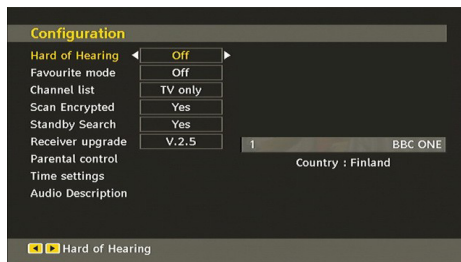 Configuration
Hard of Hearing ◀ Off ▶
Favourite mode Off
Channel list TV only
Scan Encrypted Yes
Standby Search Yes
Receiver upgrade V.2.5
Parental control
Time settings
Audio Description
1 BBC ONE
Country : Finland
◀ ▶ Hard of Hearing